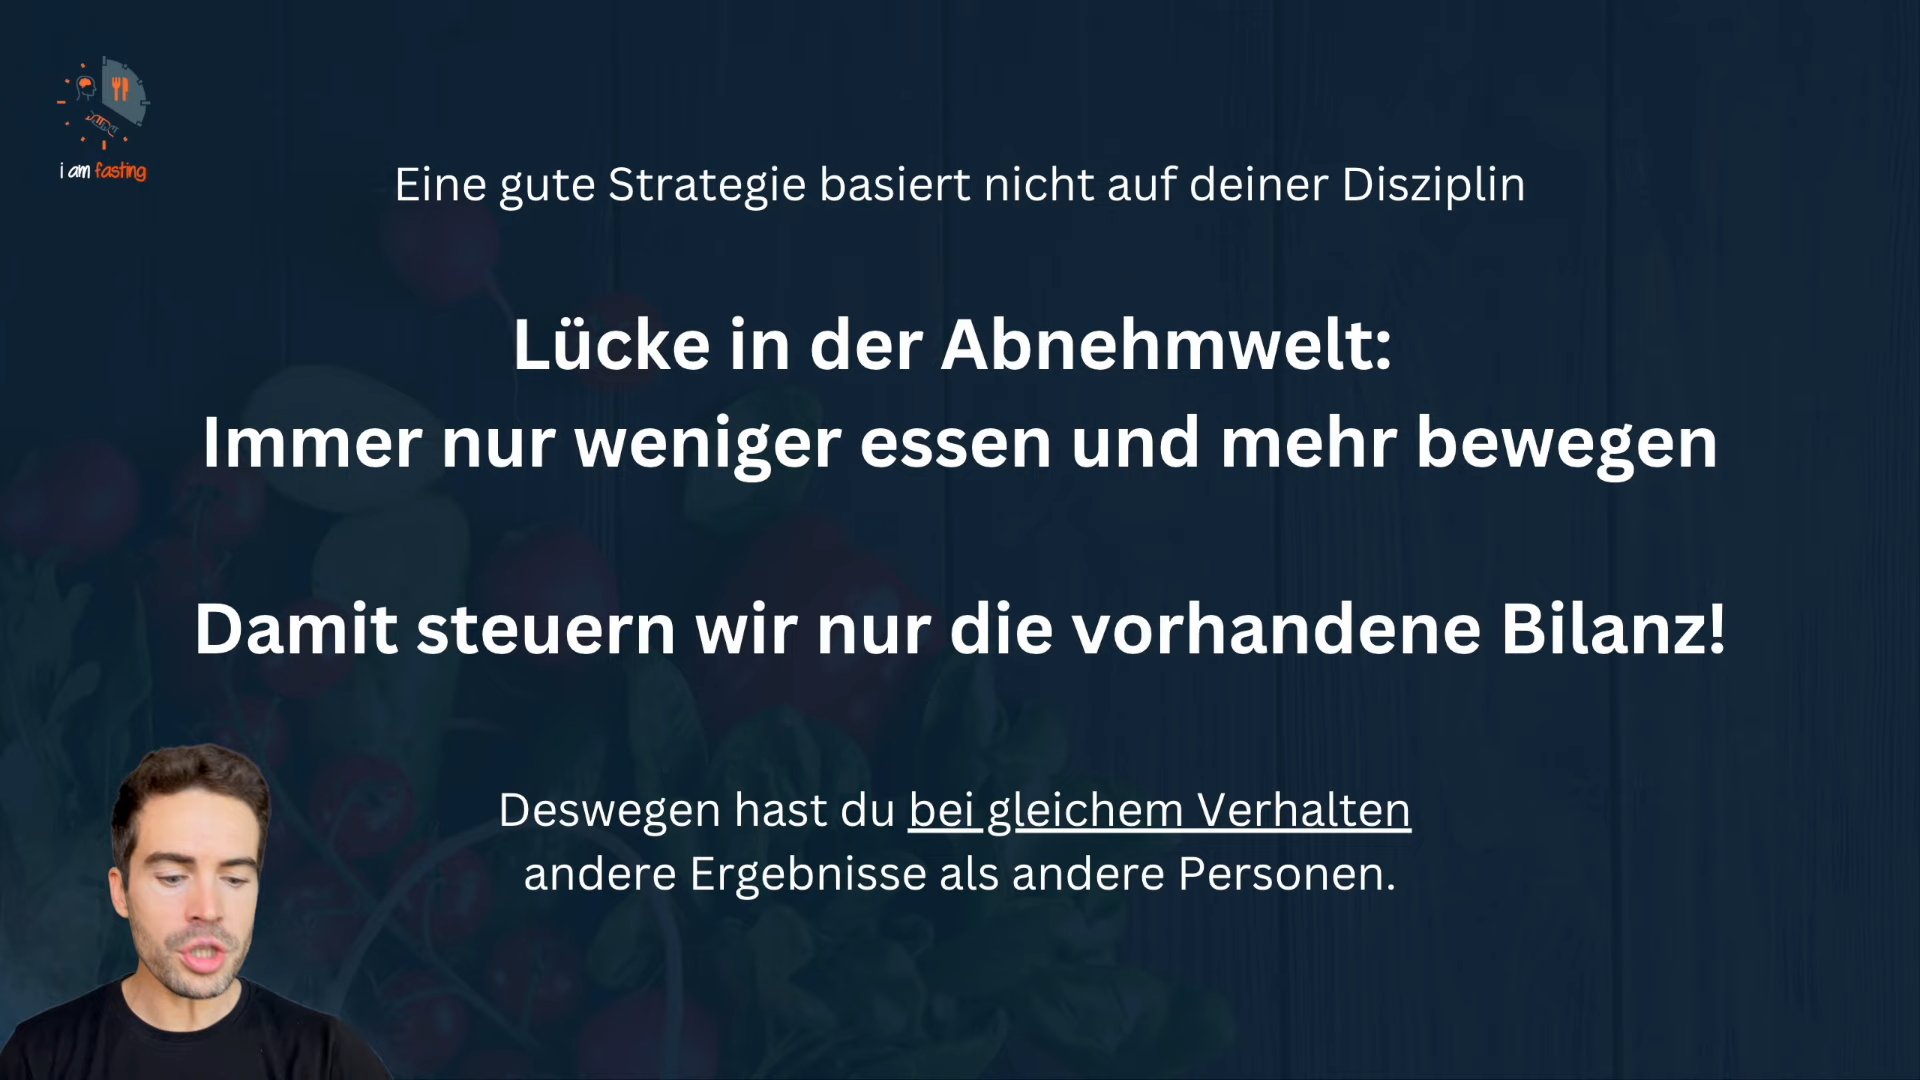 i am fasting
Eine gute Strategie basiert nicht auf deiner Disziplin
Lücke in der Abnehmwelt:
Immer nur weniger essen und mehr bewegen
Damit steuern wir nur die vorhandene Bilanz!
Deswegen hast du bei gleichem Verhalten
andere Ergebnisse als andere Personen.